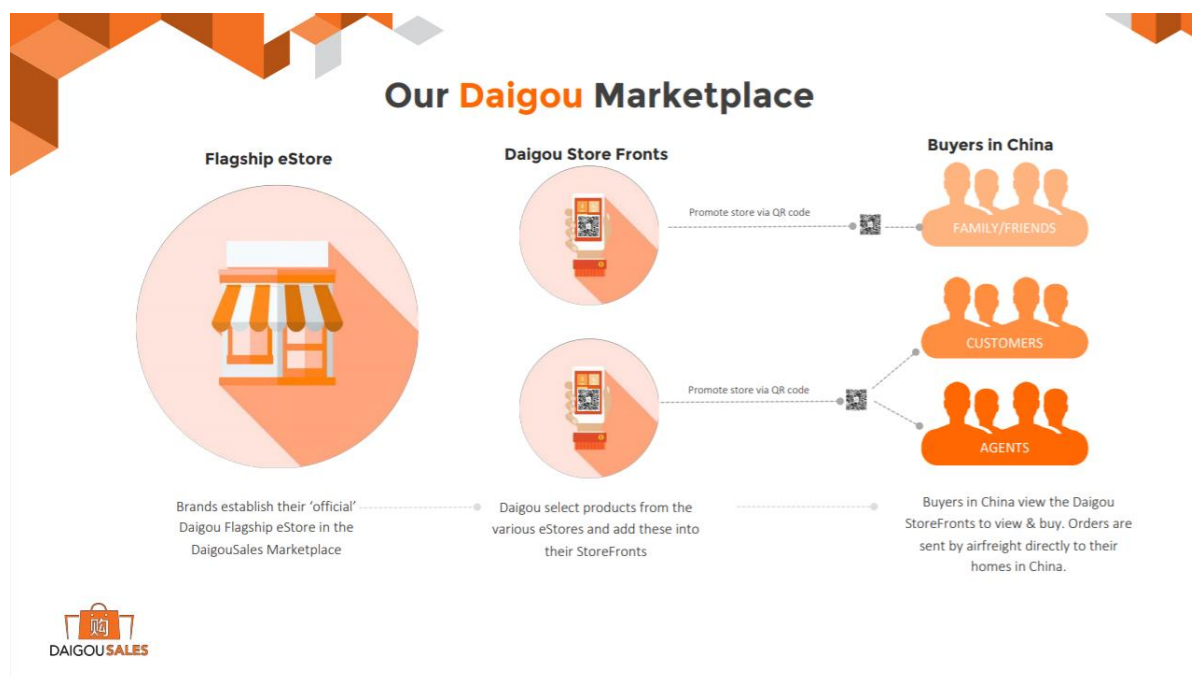 Our Daigou Marketplace
Flagship eStore
Brands establish their ‘official’
Daigou Flagship eStore in the
DaigouSales Marketplace
Daigou Store Fronts
Promote store via QR code
Promote store via QR code
Daigou select products from the
various eStores and add these into
their StoreFronts
Buyers in China
FAMILY/FRIENDS
CUSTOMERS
AGENTS
Buyers in China view the Daigou
StoreFronts to view & buy. Orders are
sent by airfreight directly to their
homes in China.
购
DAIGOUSALES